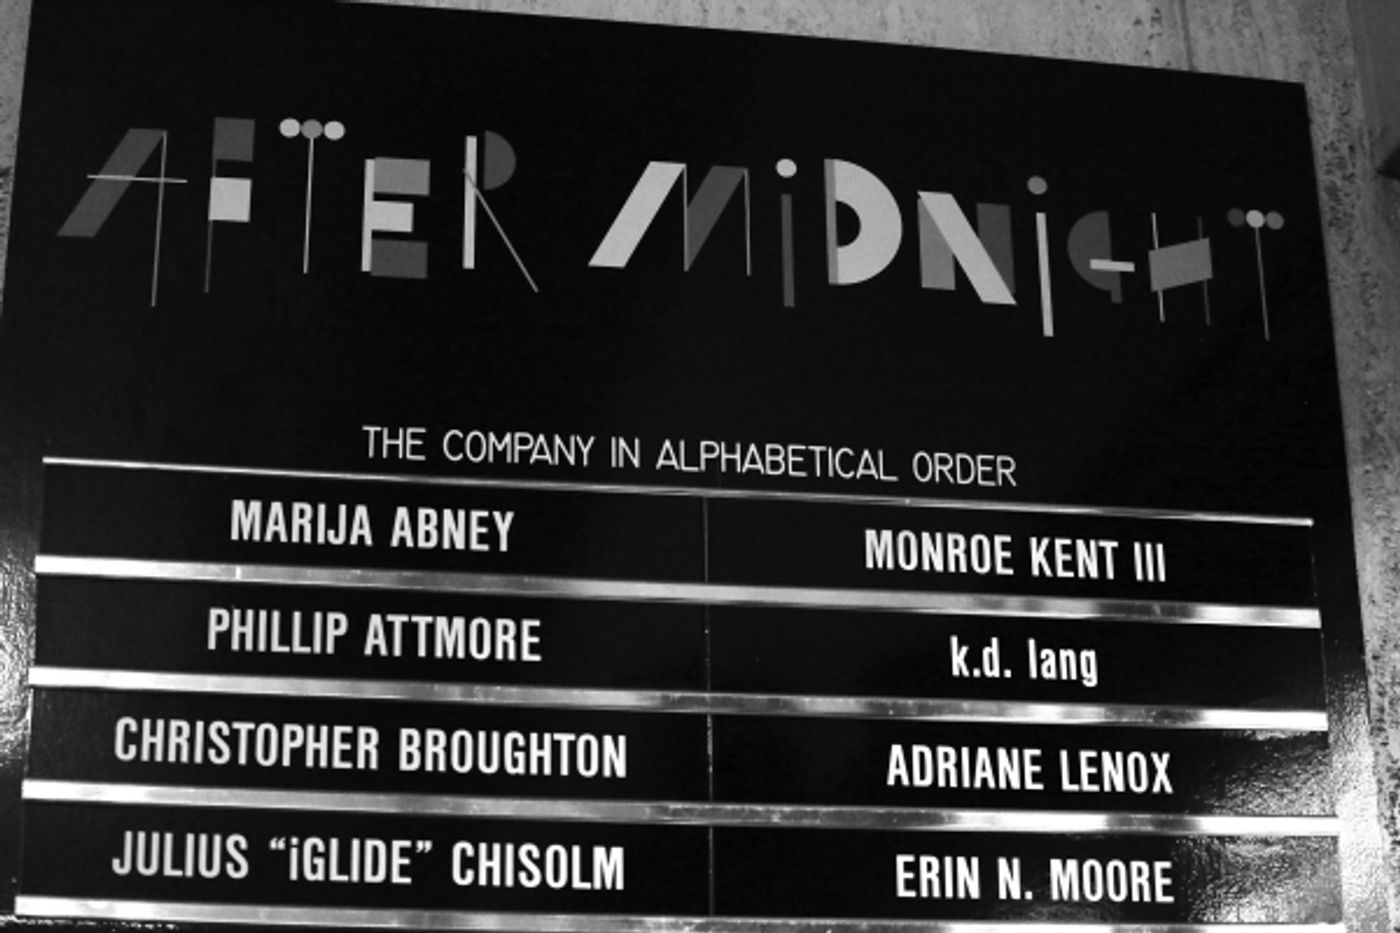 AFTER MiDNiGHT
THE COMPANY IN ALPHABETICAL ORDER
MARIJA ABNEY
PHILLIP ATTMORE
CHRISTOPHER BROUGHTON
JULIUS “iGLIDE” CHISOLM
MONROE KENT III
k.d. lang
ADRIANE LENOX
ERIN N. MOORE